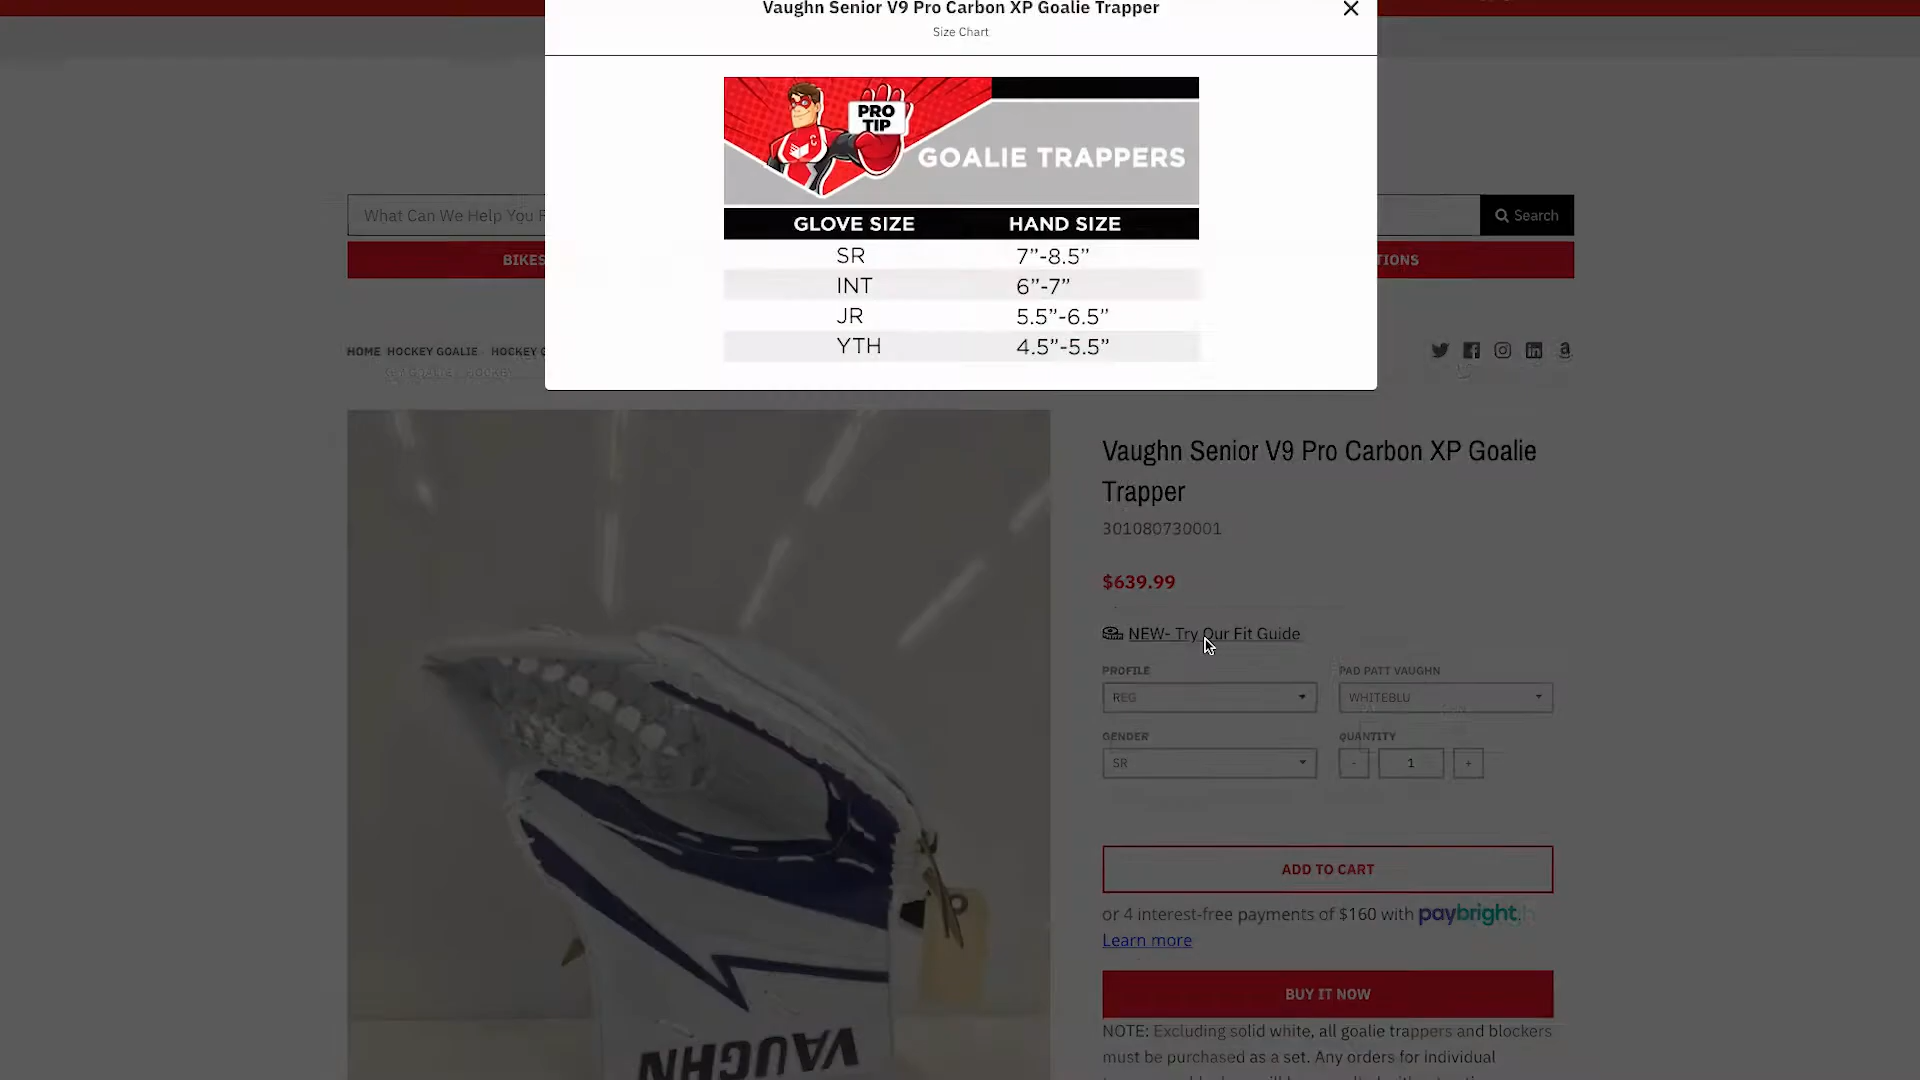 Vaughn Senior V9 Pro Carbon XP Goalie Trapper
Size Chart
PRO
TIP
GOALIE TRAPPERS
GLOVE SIZE HAND SIZE
SR 7”-8.5”
INT 6”-7”
JR 5.5”-6.5”
YTH 4.5”-5.5”
What Can We Help You F
Search
BIKES
TIONS
HOME HOCKEY GOALIE HOCKEY G
Vaughn Senior V9 Pro Carbon XP Goalie
Trapper
301080730001
$639.99
NEW- Try Our Fit Guide
PROFILE PAD PATT VAUGHN
REG WHITEBLU
GENDER QUANTITY
SR - 1 +
ADD TO CART
or 4 interest-free payments of $160 with paybright.
Learn more
BUY IT NOW
NOTE: Excluding solid white, all goalie trappers and blockers
must be purchased as a set. Any orders for individual
VAUGHN